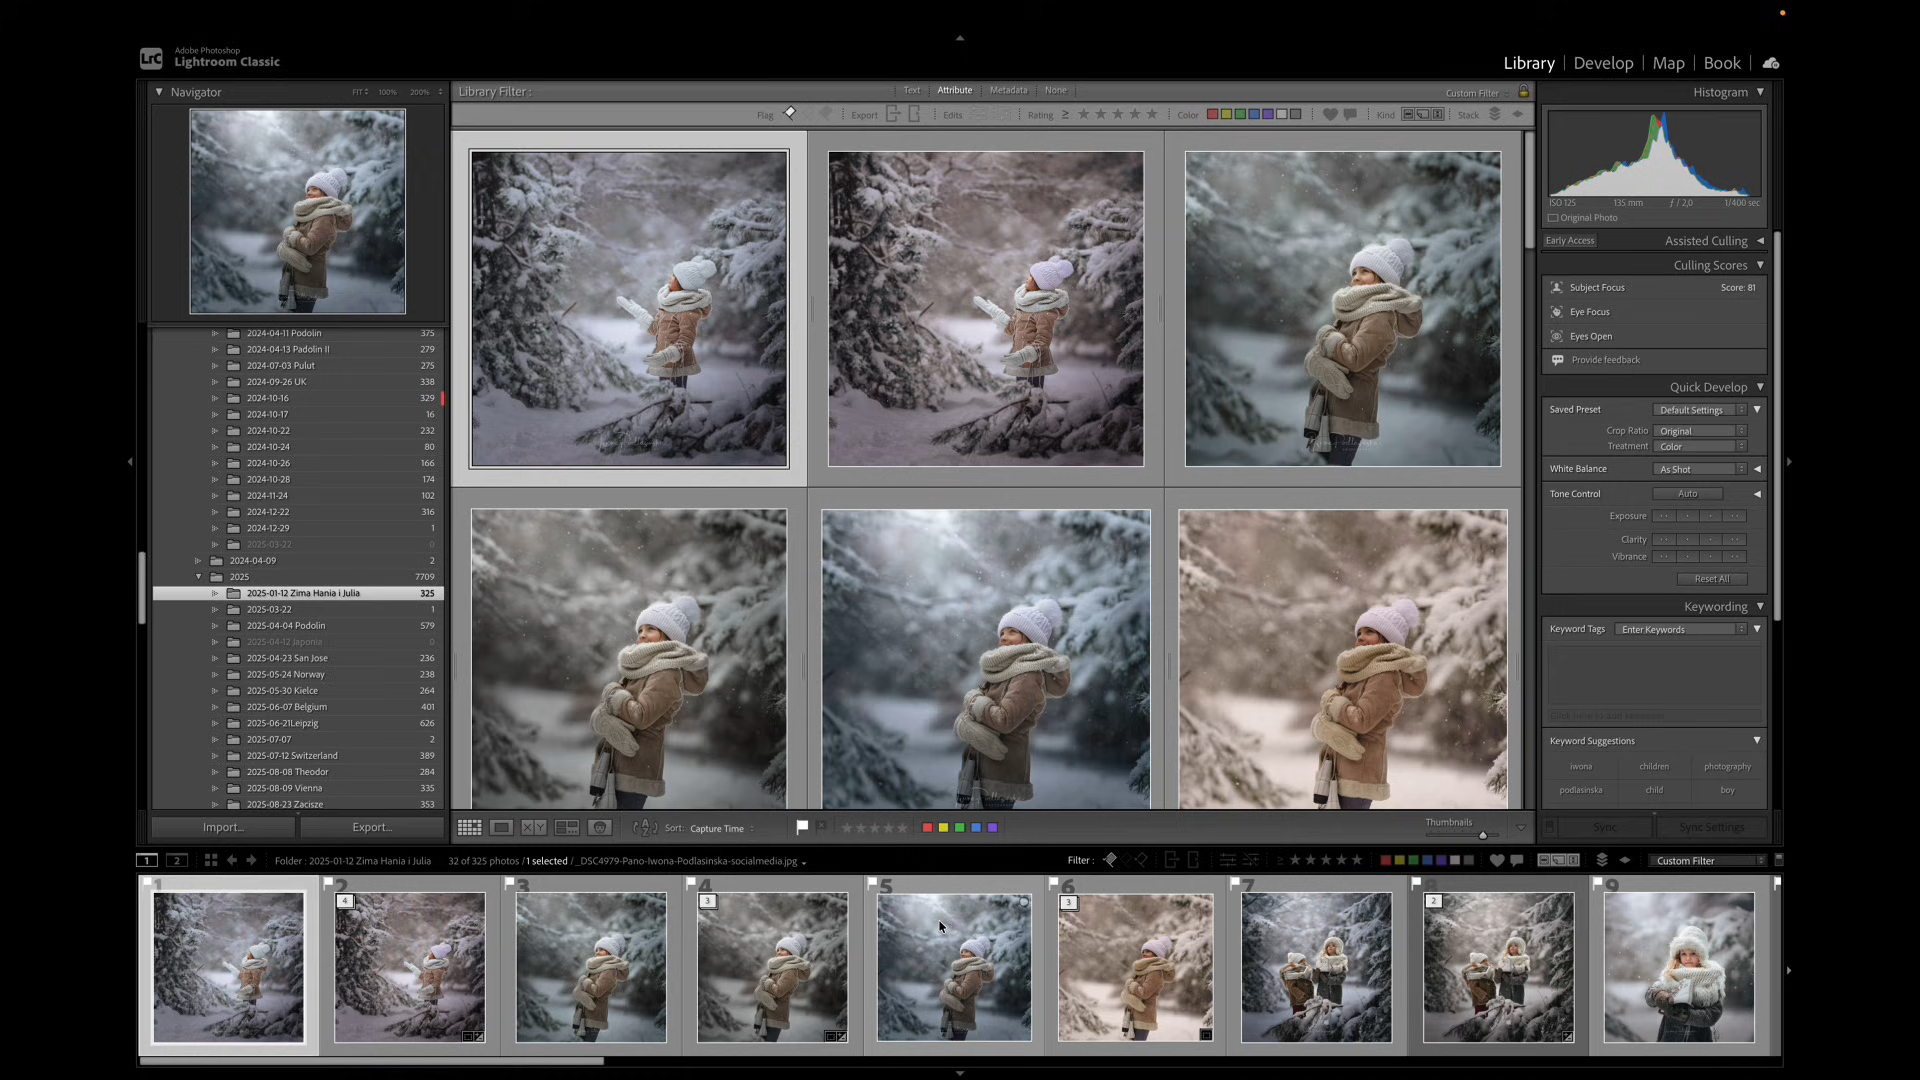 Adobe Photoshop
Lightroom Classic
LrC
Library | Develop | Map | Book
Navigator
FIT 100% 200%
2024-04-11 Podolin 375
2024-04-13 Padolin II 279
2024-07-03 Pulut 275
2024-09-26 UK 338
2024-10-16 329
2024-10-17 16
2024-10-22 232
2024-10-24 80
2024-10-26 166
2024-10-28 174
2024-11-24 102
2024-12-22 316
2024-12-29 1
2025-03-22 0
2024-04-09 2
2025 7709
2025-01-12 Zima Hania i Julia 325
2025-03-22 1
2025-04-04 Podolin 579
2025-04-12 Japonia 0
2025-04-23 San Jose 236
2025-05-24 Norway 238
2025-05-30 Kielce 264
2025-06-07 Belgium 401
2025-06-21Leipzig 626
2025-07-07 2
2025-07-12 Switzerland 389
2025-08-08 Theodor 284
2025-08-09 Vienna 335
2025-08-23 Zacisze 353
Import... Export...
Library Filter : Text Attribute Metadata None Custom Filter
Flag Export Edits Rating ≥ Color Kind Stack
Sort: Capture Time Thumbnails
Histogram
ISO 125 135 mm ƒ / 2,0 1/400 sec
Original Photo
Early Access Assisted Culling
Culling Scores
Subject Focus Score: 81
Eye Focus
Eyes Open
Provide feedback
Quick Develop
Saved Preset Default Settings
Crop Ratio Original
Treatment Color
White Balance As Shot
Tone Control Auto
Exposure
Clarity
Vibrance
Reset All
Keywording
Keyword Tags Enter Keywords
Click here to add keywords
Keyword Suggestions
iwona children photography
podlasinska child boy
Sync Sync Settings
1 2 Folder : 2025-01-12 Zima Hania i Julia 32 of 325 photos / 1 selected / _DSC4979-Pano-Iwona-Podlasinska-socialmedia.jpg Filter : ≥ Custom Filter
1 2 3 4 5 6 7 8 9
4 3 3 2